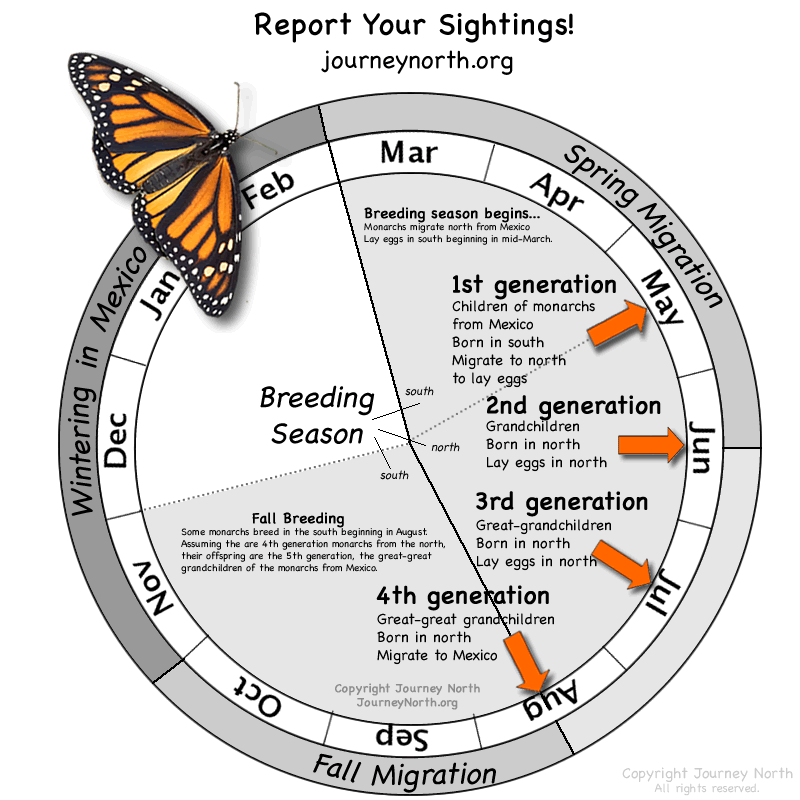 Report Your Sightings!
journeynorth.org
Mar
Apr
May
Jun
Jul
Aug
Sep
Oct
Nov
Dec
Jan
Feb
Spring Migration
Fall Migration
Wintering in Mexico
Breeding season begins...
Monarchs migrate north from Mexico
Lay eggs in south beginning in mid-March.
1st generation
Children of monarchs
from Mexico
Born in south
Migrate to north
to lay eggs
Breeding
Season
south
north
south
2nd generation
Grandchildren
Born in north
Lay eggs in north
3rd generation
Great-grandchildren
Born in north
Lay eggs in north
Fall Breeding
Some monarchs breed in the south beginning in August.
Assuming the are 4th generation monarchs from the north,
their offspring are the 5th generation, the great-great
grandchildren of the monarchs from Mexico.
4th generation
Great-great grandchildren
Born in north
Migrate to Mexico
Copyright Journey North
JourneyNorth.org
Copyright Journey North
All rights reserved.